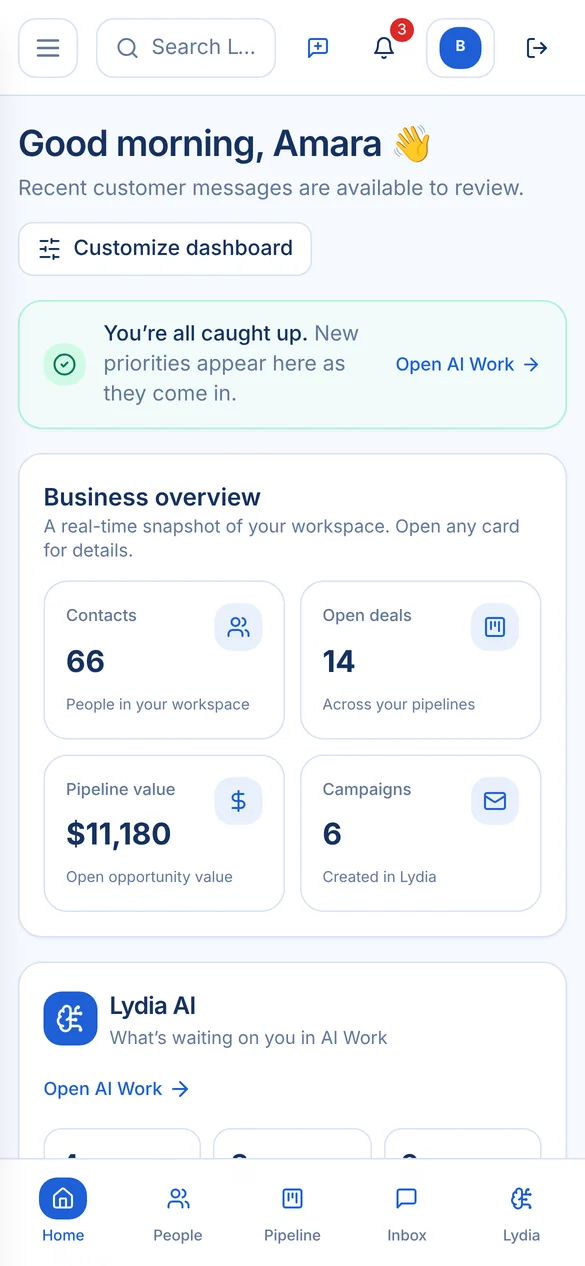 Search L...
3
B
Good morning, Amara 👋
Recent customer messages are available to review.
Customize dashboard
You’re all caught up. New
priorities appear here as
they come in.
Open AI Work →
Business overview
A real-time snapshot of your workspace. Open any card
for details.
Contacts
66
People in your workspace
Open deals
14
Across your pipelines
Pipeline value
$11,180
Open opportunity value
Campaigns
6
Created in Lydia
Lydia AI
What’s waiting on you in AI Work
Open AI Work →
Home
People
Pipeline
Inbox
Lydia